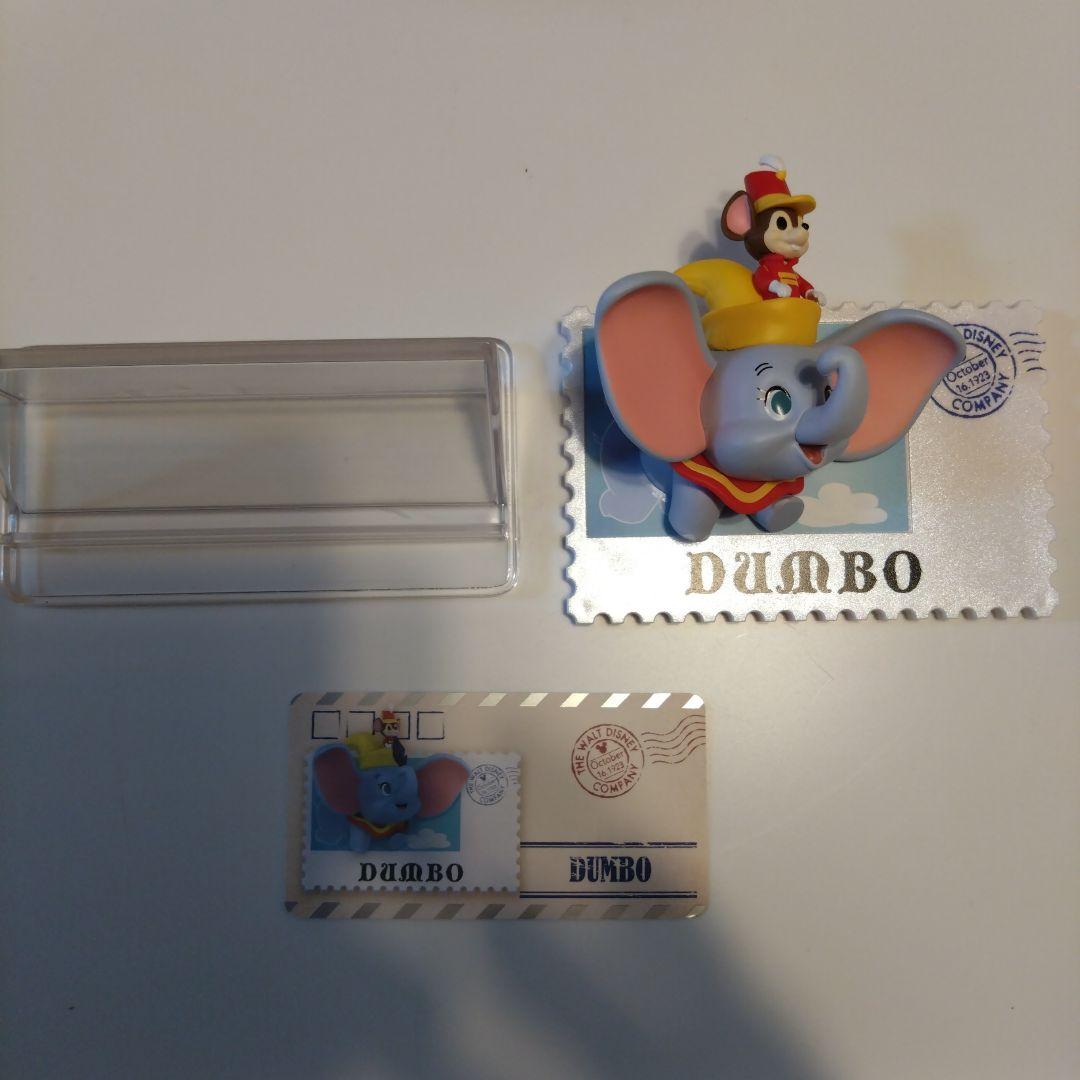 DISNEY
October
16.1923
COMPANY
DUMBO
THE WALT DISNEY
October
16.1923
COMPANY
DUMBO
DUMBO